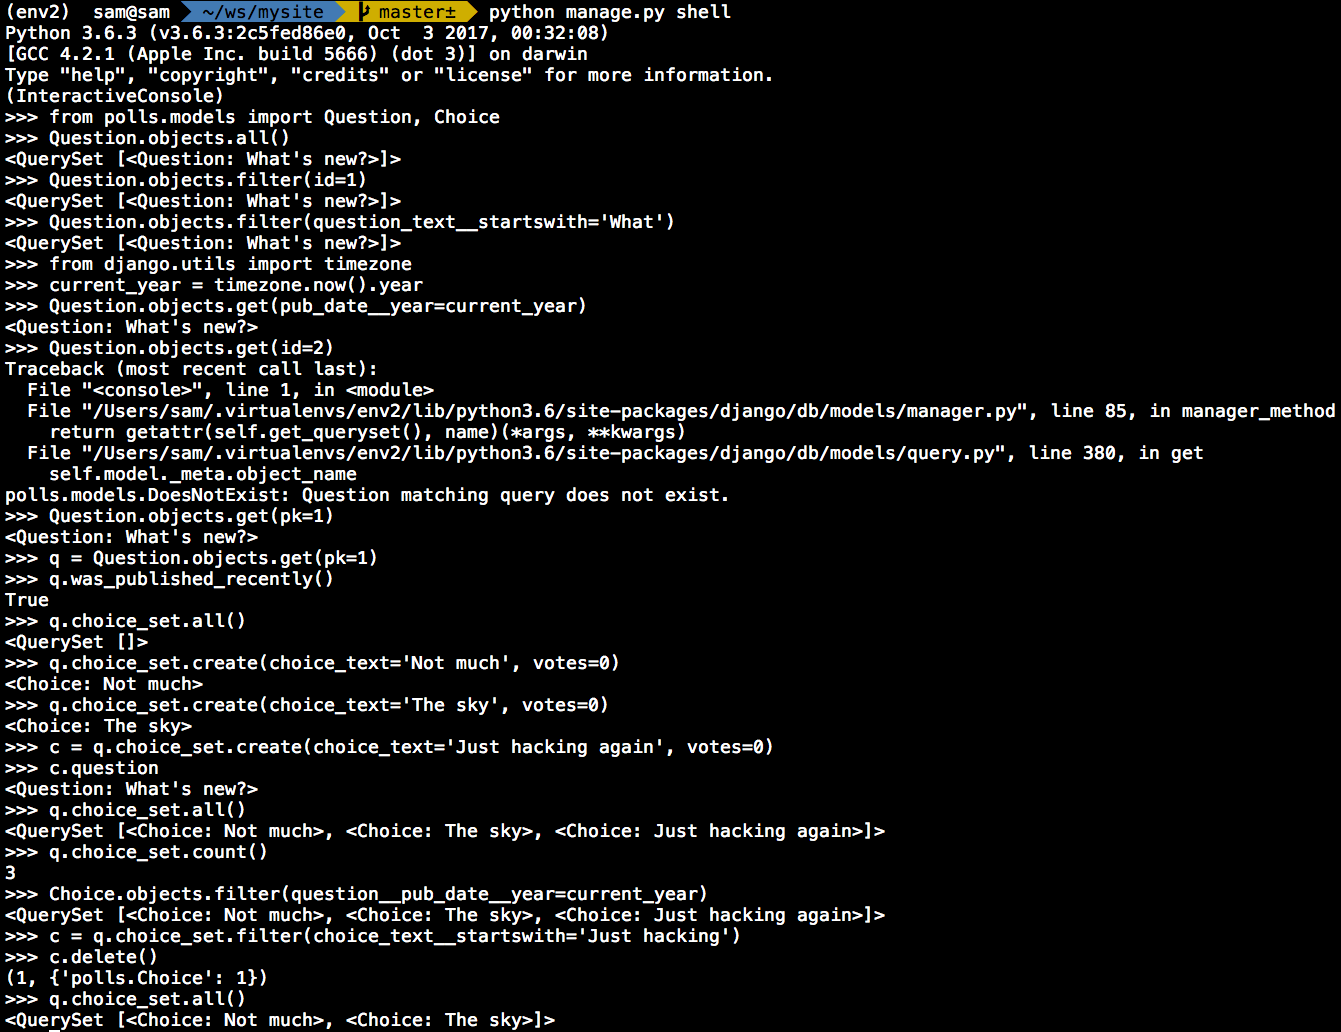 (env2)  sam@sam  ~/ws/mysite  master±  python manage.py shell
Python 3.6.3 (v3.6.3:2c5fed86e0, Oct  3 2017, 00:32:08)
[GCC 4.2.1 (Apple Inc. build 5666) (dot 3)] on darwin
Type "help", "copyright", "credits" or "license" for more information.
(InteractiveConsole)
>>> from polls.models import Question, Choice
>>> Question.objects.all()
<QuerySet [<Question: What's new?>]>
>>> Question.objects.filter(id=1)
<QuerySet [<Question: What's new?>]>
>>> Question.objects.filter(question_text__startswith='What')
<QuerySet [<Question: What's new?>]>
>>> from django.utils import timezone
>>> current_year = timezone.now().year
>>> Question.objects.get(pub_date__year=current_year)
<Question: What's new?>
>>> Question.objects.get(id=2)
Traceback (most recent call last):
  File "<console>", line 1, in <module>
  File "/Users/sam/.virtualenvs/env2/lib/python3.6/site-packages/django/db/models/manager.py", line 85, in manager_method
    return getattr(self.get_queryset(), name)(*args, **kwargs)
  File "/Users/sam/.virtualenvs/env2/lib/python3.6/site-packages/django/db/models/query.py", line 380, in get
    self.model._meta.object_name
polls.models.DoesNotExist: Question matching query does not exist.
>>> Question.objects.get(pk=1)
<Question: What's new?>
>>> q = Question.objects.get(pk=1)
>>> q.was_published_recently()
True
>>> q.choice_set.all()
<QuerySet []>
>>> q.choice_set.create(choice_text='Not much', votes=0)
<Choice: Not much>
>>> q.choice_set.create(choice_text='The sky', votes=0)
<Choice: The sky>
>>> c = q.choice_set.create(choice_text='Just hacking again', votes=0)
>>> c.question
<Question: What's new?>
>>> q.choice_set.all()
<QuerySet [<Choice: Not much>, <Choice: The sky>, <Choice: Just hacking again>]>
>>> q.choice_set.count()
3
>>> Choice.objects.filter(question__pub_date__year=current_year)
<QuerySet [<Choice: Not much>, <Choice: The sky>, <Choice: Just hacking again>]>
>>> c = q.choice_set.filter(choice_text__startswith='Just hacking')
>>> c.delete()
(1, {'polls.Choice': 1})
>>> q.choice_set.all()
<QuerySet [<Choice: Not much>, <Choice: The sky>]>